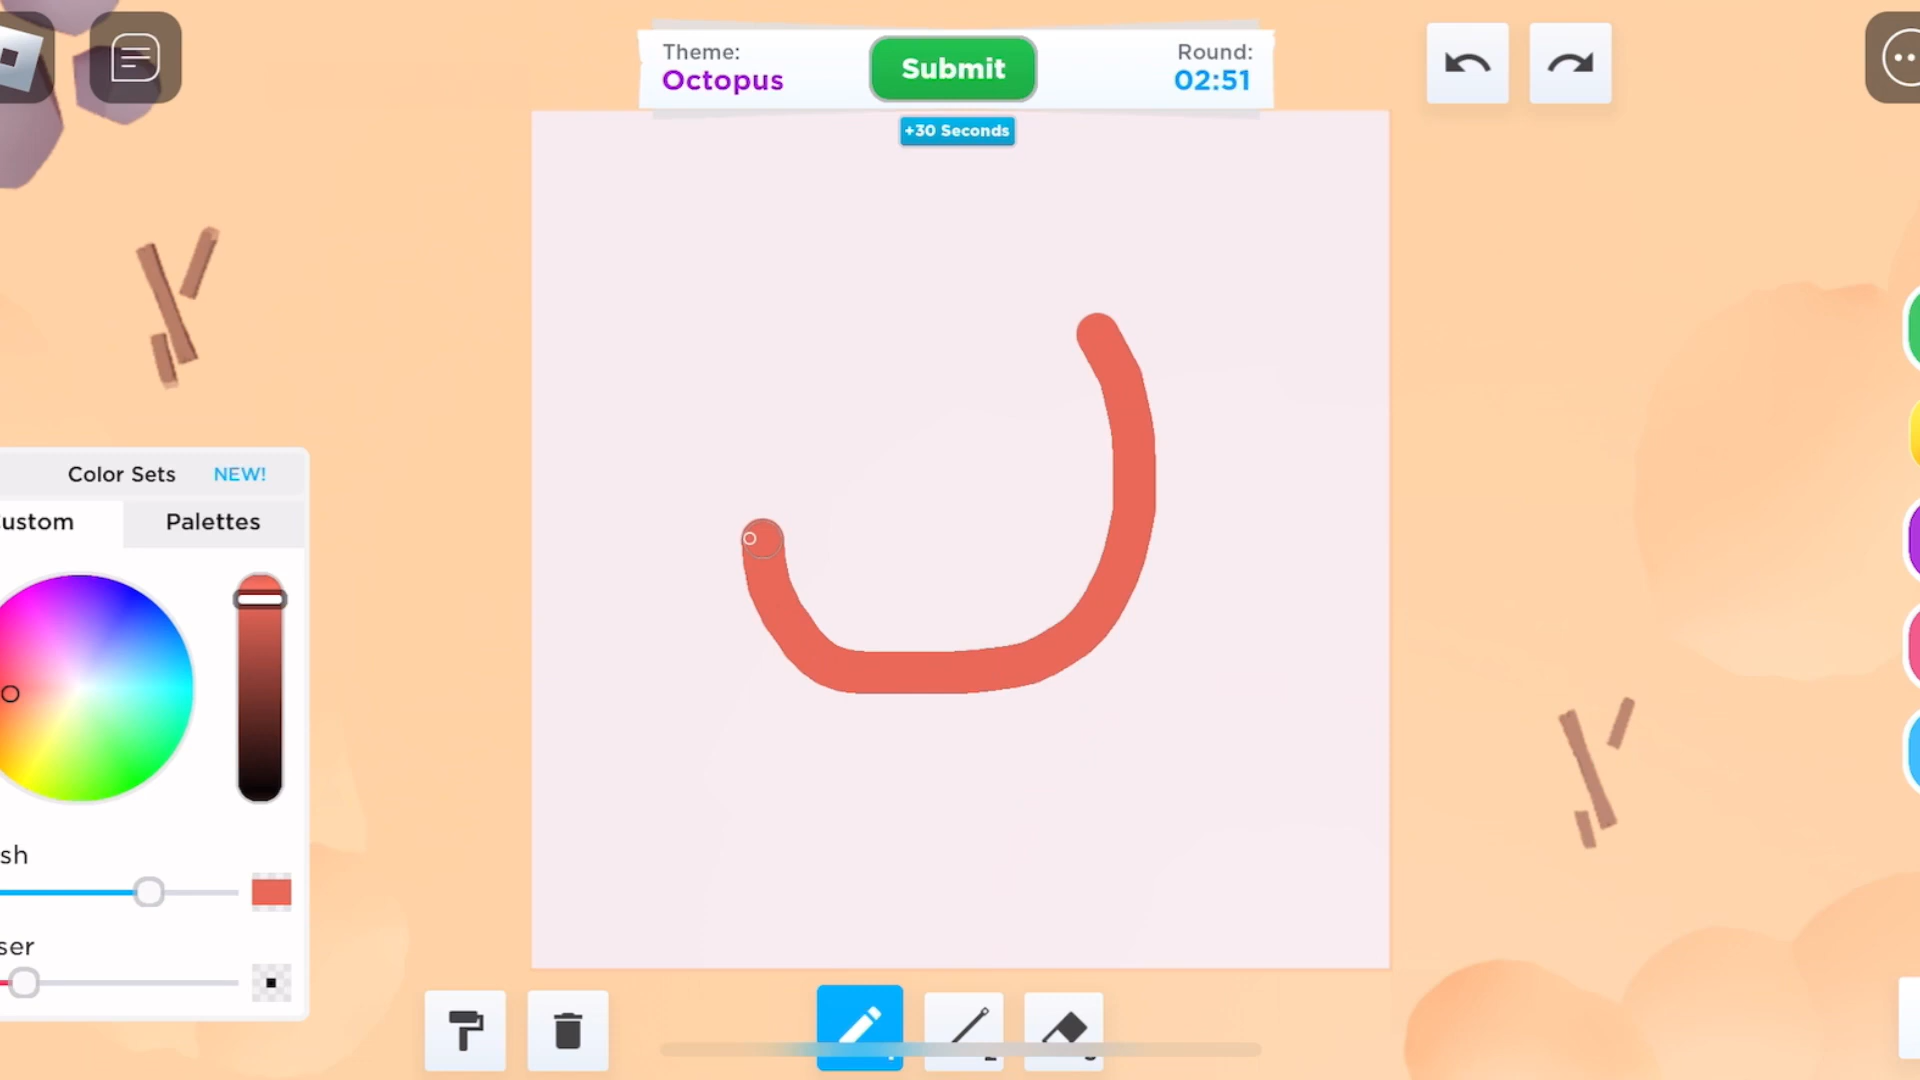 Theme:
Octopus
Submit
Round:
02:51
+30 Seconds
Color Sets NEW!
ustom
Palettes
sh
ser